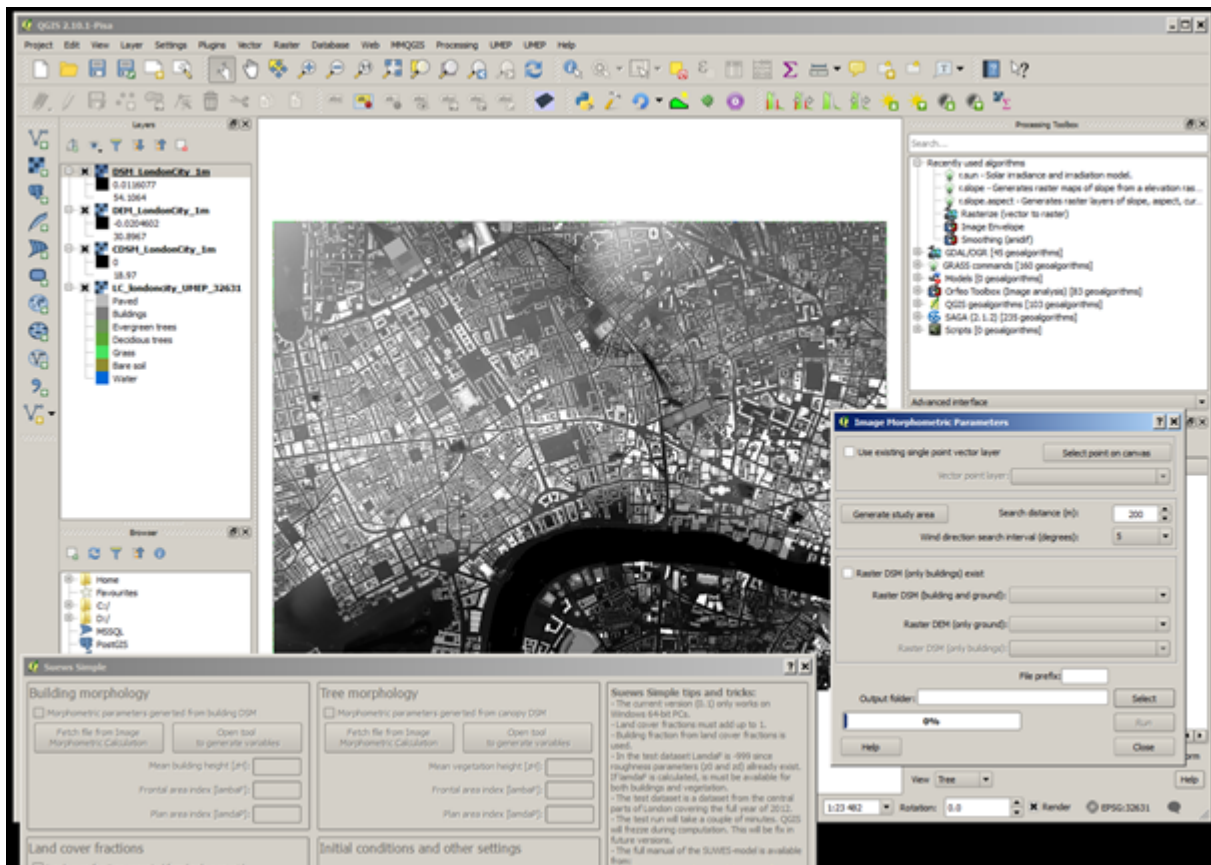 QGIS 2.10.1-Pisa
Project Edit View Layer Settings Plugins Vector Raster Database Web MMQGIS Processing UMEP UMEP Help
Layers
DSM_LondonCity_1m
0.0116077
54.1064
DEM_LondonCity_1m
-0.0204602
30.8967
CDSM_LondonCity_1m
0
18.97
LC_londoncity_UMEP_32631
Paved
Buildings
Evergreen trees
Decidious trees
Grass
Bare soil
Water
Browser
Home
Favourites
C:/
D:/
MSSQL
PostGIS
Processing Toolbox
Search...
Recently used algorithms
r.sun - Solar irradiance and irradiation model.
r.slope - Generates raster maps of slope from a elevation ras...
r.slope.aspect - Generates raster layers of slope, aspect, cur...
Rasterize (vector to raster)
Image Envelope
Smoothing (anidif)
GDAL/OGR [45 geoalgorithms]
GRASS commands [160 geoalgorithms]
Models [0 geoalgorithms]
Orfeo Toolbox (Image analysis) [83 geoalgorithms]
QGIS geoalgorithms [103 geoalgorithms]
SAGA (2.1.2) [235 geoalgorithms]
Scripts [0 geoalgorithms]
Advanced interface
Image Morphometric Parameters
Use existing single point vector layer
Select point on canvas
Vector point layer:
Generate study area
Search distance (m):
200
Wind direction search interval (degrees):
5
Raster DSM (only buildings) exist
Raster DSM (building and ground):
Raster DEM (only ground):
Raster DSM (only buildings):
File prefix:
Output folder:
Select
0%
Run
Help
Close
View Tree
Help
1:23 482
Rotation: 0.0
Render
EPSG:32631
Suews Simple
Building morphology
Morphometric parameters generted from building DSM
Fetch file from Image
Morphometric Calculation
Open tool
to generate variables
Mean building height [zH]:
Frontal area index [lambaF]:
Plan area index [lamdaP]:
Land cover fractions
Tree morphology
Morphometric parameters generted from canopy DSM
Fetch file from Image
Morphometric Calculation
Open tool
to generate variables
Mean vegetation height [zH]:
Frontal area index [lambaF]:
Plan area index [lamdaP]:
Initial conditions and other settings
Suews Simple tips and tricks:
- The current version (0.1) only works on
Windows 64-bit PCs.
- Land cover fractions must add up to 1.
- Building fraction from land cover fractions is
used.
- In the test dataset LamdaF is -999 since
roughness parameters (z0 and zd) already exist.
If lamdaF is calculated, is must be available for
both buildings and vegetation.
- The test dataset is a dataset from the central
parts of London covering the full year of 2012.
- The test run will take a couple of minutes. QGIS
will frezze during computation. This will be fix in
future versions.
- The full manual of the SUWES-model is available
from: